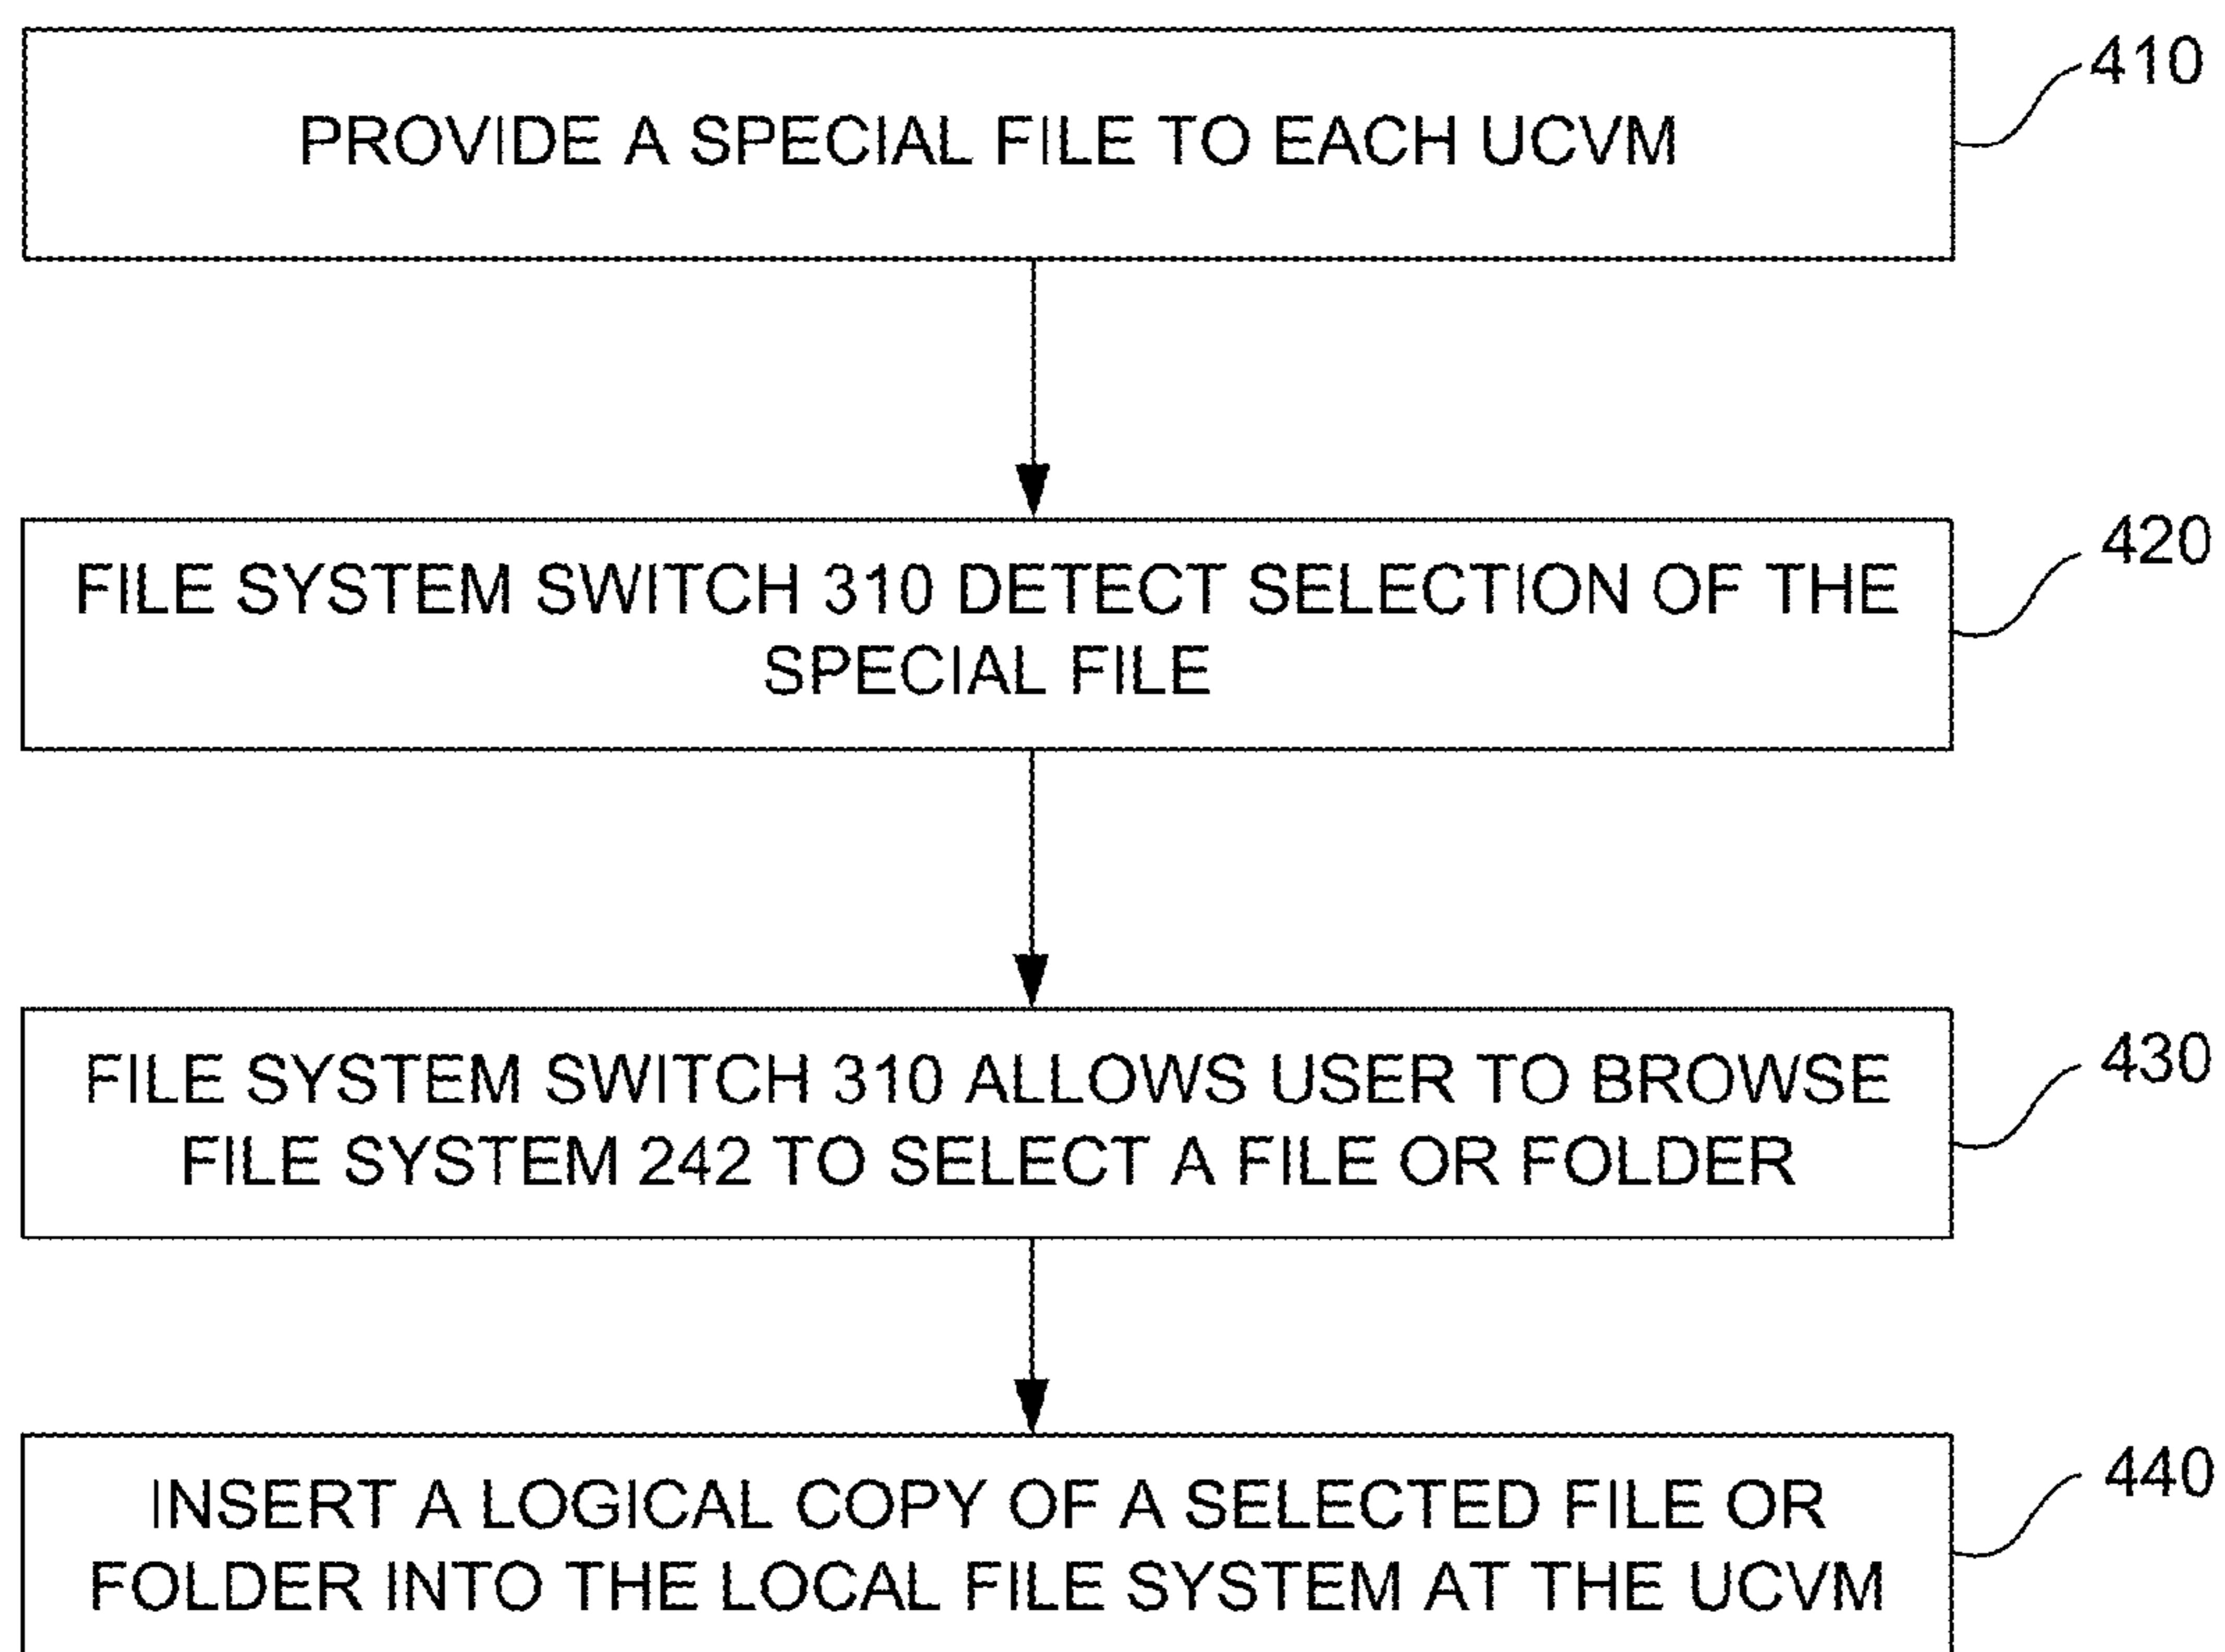 PROVIDE A SPECIAL FILE TO EACH UCVM
410
FILE SYSTEM SWITCH 310 DETECT SELECTION OF THE
SPECIAL FILE
420
FILE SYSTEM SWITCH 310 ALLOWS USER TO BROWSE
FILE SYSTEM 242 TO SELECT A FILE OR FOLDER
430
INSERT A LOGICAL COPY OF A SELECTED FILE OR
FOLDER INTO THE LOCAL FILE SYSTEM AT THE UCVM
440